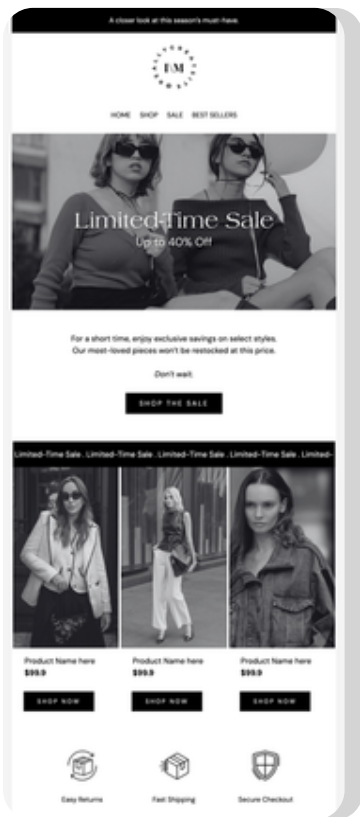 A closer look at this season's must-have.
HOME SHOP SALE BEST SELLERS
Limited-Time Sale
Up to 40% Off
For a short time, enjoy exclusive savings on select styles.
Our most-loved pieces won't be restocked at this price.
Don't wait.
SHOP THE SALE
Limited-Time Sale . Limited-Time Sale . Limited-Time Sale . Limited-Time Sale . Limited-
Product Name here Product Name here Product Name here
$99.9 $99.9 $99.9
SHOP NOW SHOP NOW SHOP NOW
Easy Returns Fast Shipping Secure Checkout